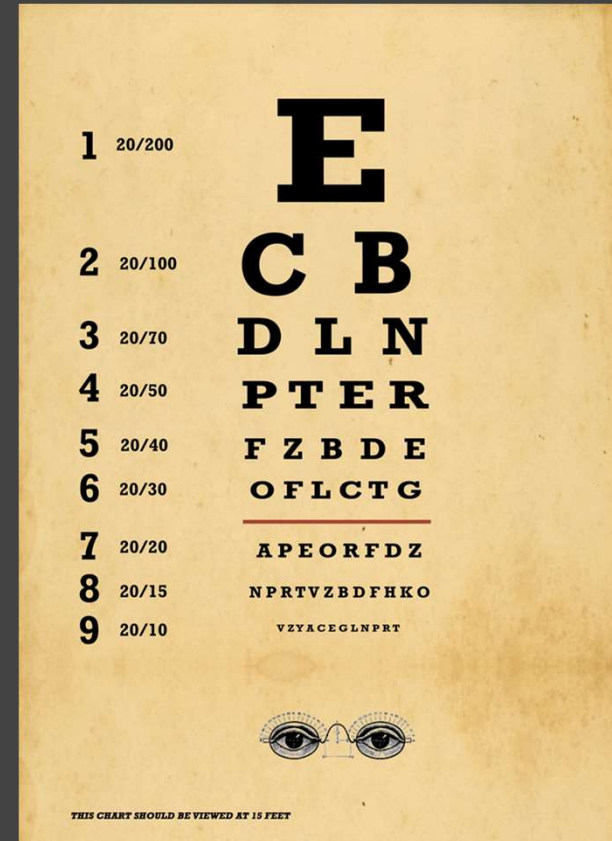 1 20/200 E
2 20/100 C B
3 20/70 D L N
4 20/50 P T E R
5 20/40 F Z B D E
6 20/30 O F L C T G
7 20/20 A P E O R F D Z
8 20/15 N P R T V Z B D F H K O
9 20/10 V Z Y A C E G L N P R T
THIS CHART SHOULD BE VIEWED AT 15 FEET